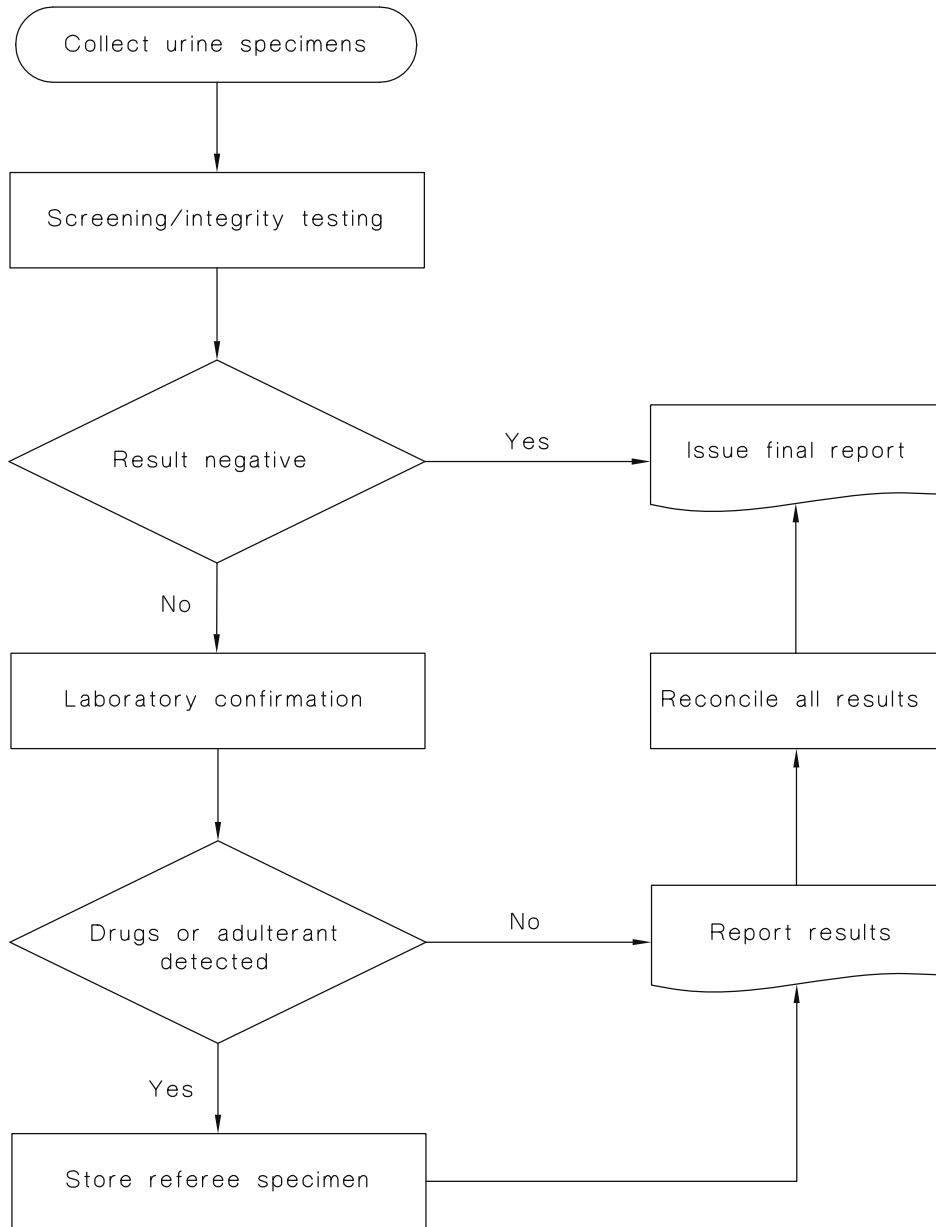 Collect urine specimens
Screening/integrity testing
Result negative
Yes
Issue final report
No
Laboratory confirmation
Reconcile all results
Drugs or adulterant
detected
No
Report results
Yes
Store referee specimen